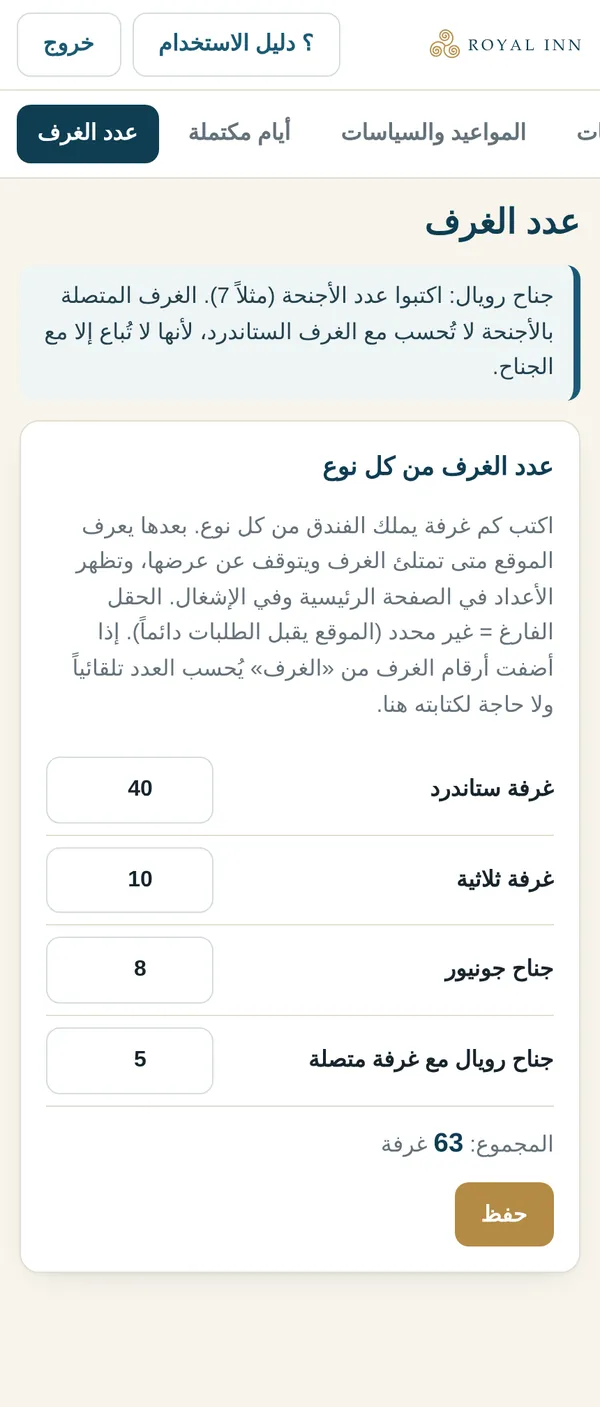 ROYAL INN
؟ دليل الاستخدام
خروج
المواعيد والسياسات
أيام مكتملة
عدد الغرف
عدد الغرف
جناح رويال: اكتبوا عدد الأجنحة (مثلاً 7). الغرف المتصلة
بالأجنحة لا تُحسب مع الغرف الستاندرد، لأنها لا تُباع إلا مع
الجناح.
عدد الغرف من كل نوع
اكتب كم غرفة يملك الفندق من كل نوع. بعدها يعرف
الموقع متى تمتلئ الغرف ويتوقف عن عرضها، وتظهر
الأعداد في الصفحة الرئيسية وفي الإشغال. الحقل
الفارغ = غير محدد (الموقع يقبل الطلبات دائماً). إذا
أضفت أرقام الغرف من «الغرف» يُحسب العدد تلقائياً
ولا حاجة لكتابته هنا.
غرفة ستاندرد 40
غرفة ثلاثية 10
جناح جونيور 8
جناح رويال مع غرفة متصلة 5
المجموع: 63 غرفة
حفظ